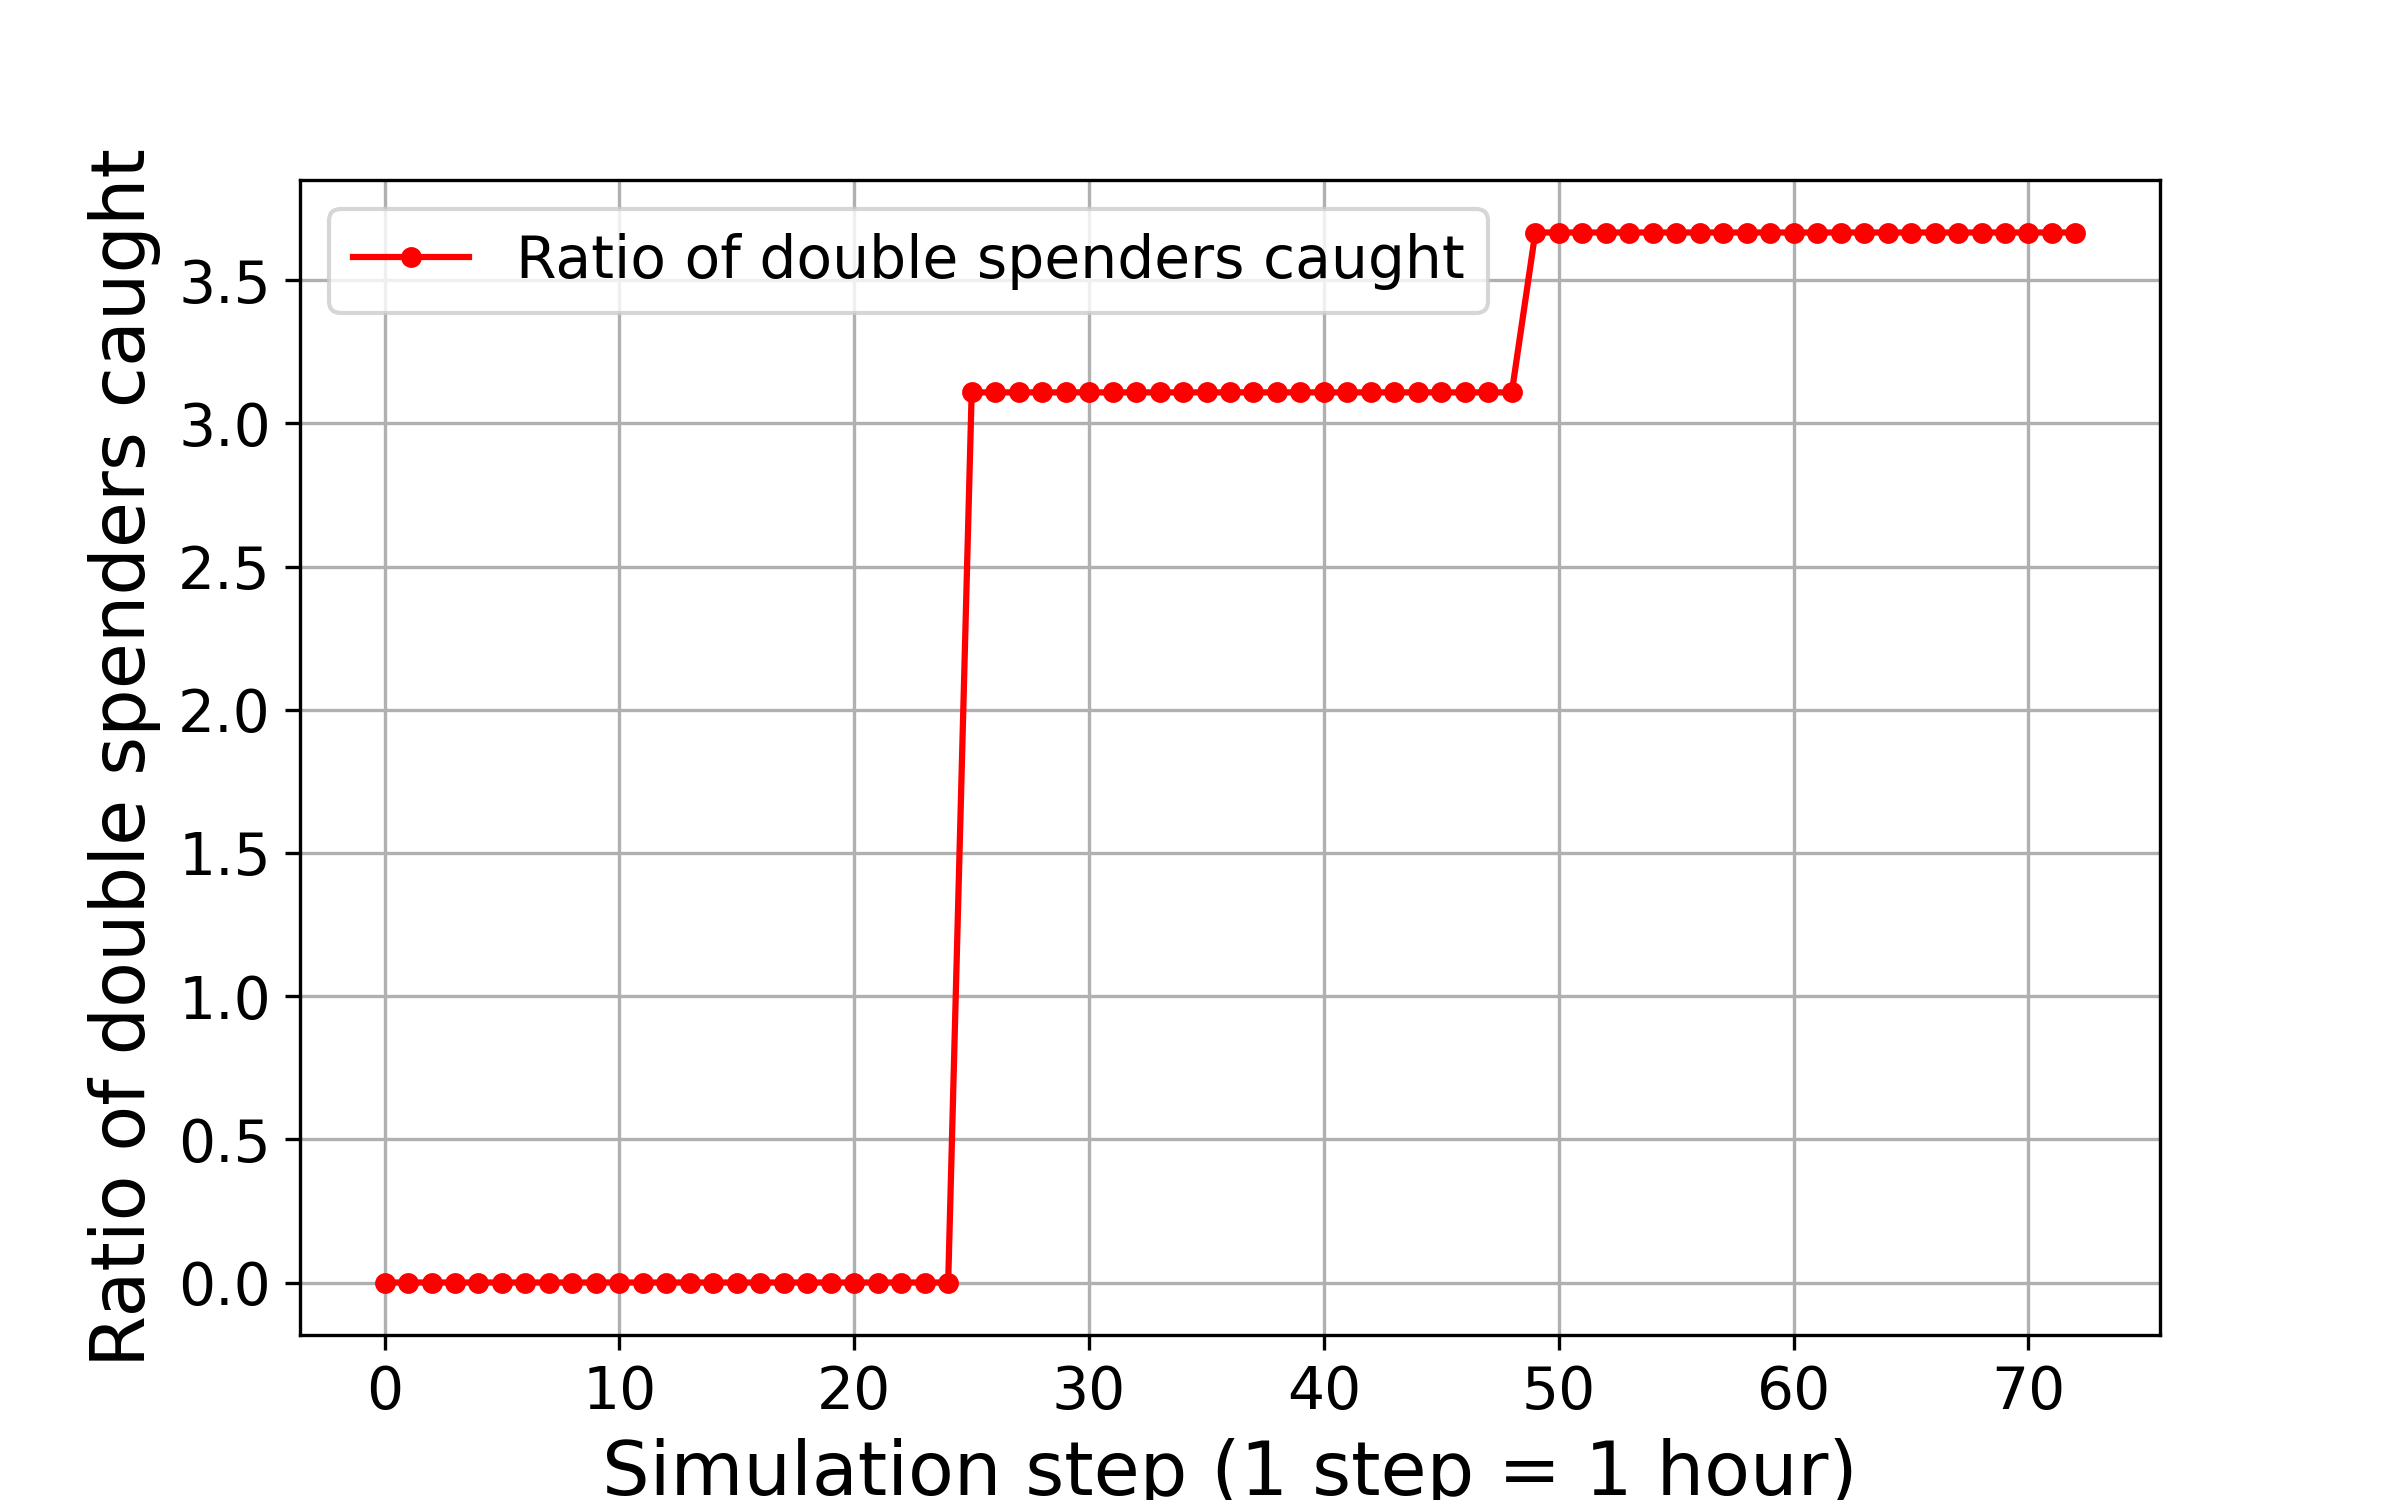 Ratio of double spenders caught
Ratio of double spenders caught
3.5
3.0
2.5
2.0
1.5
1.0
0.5
0.0
0 10 20 30 40 50 60 70
Simulation step (1 step = 1 hour)